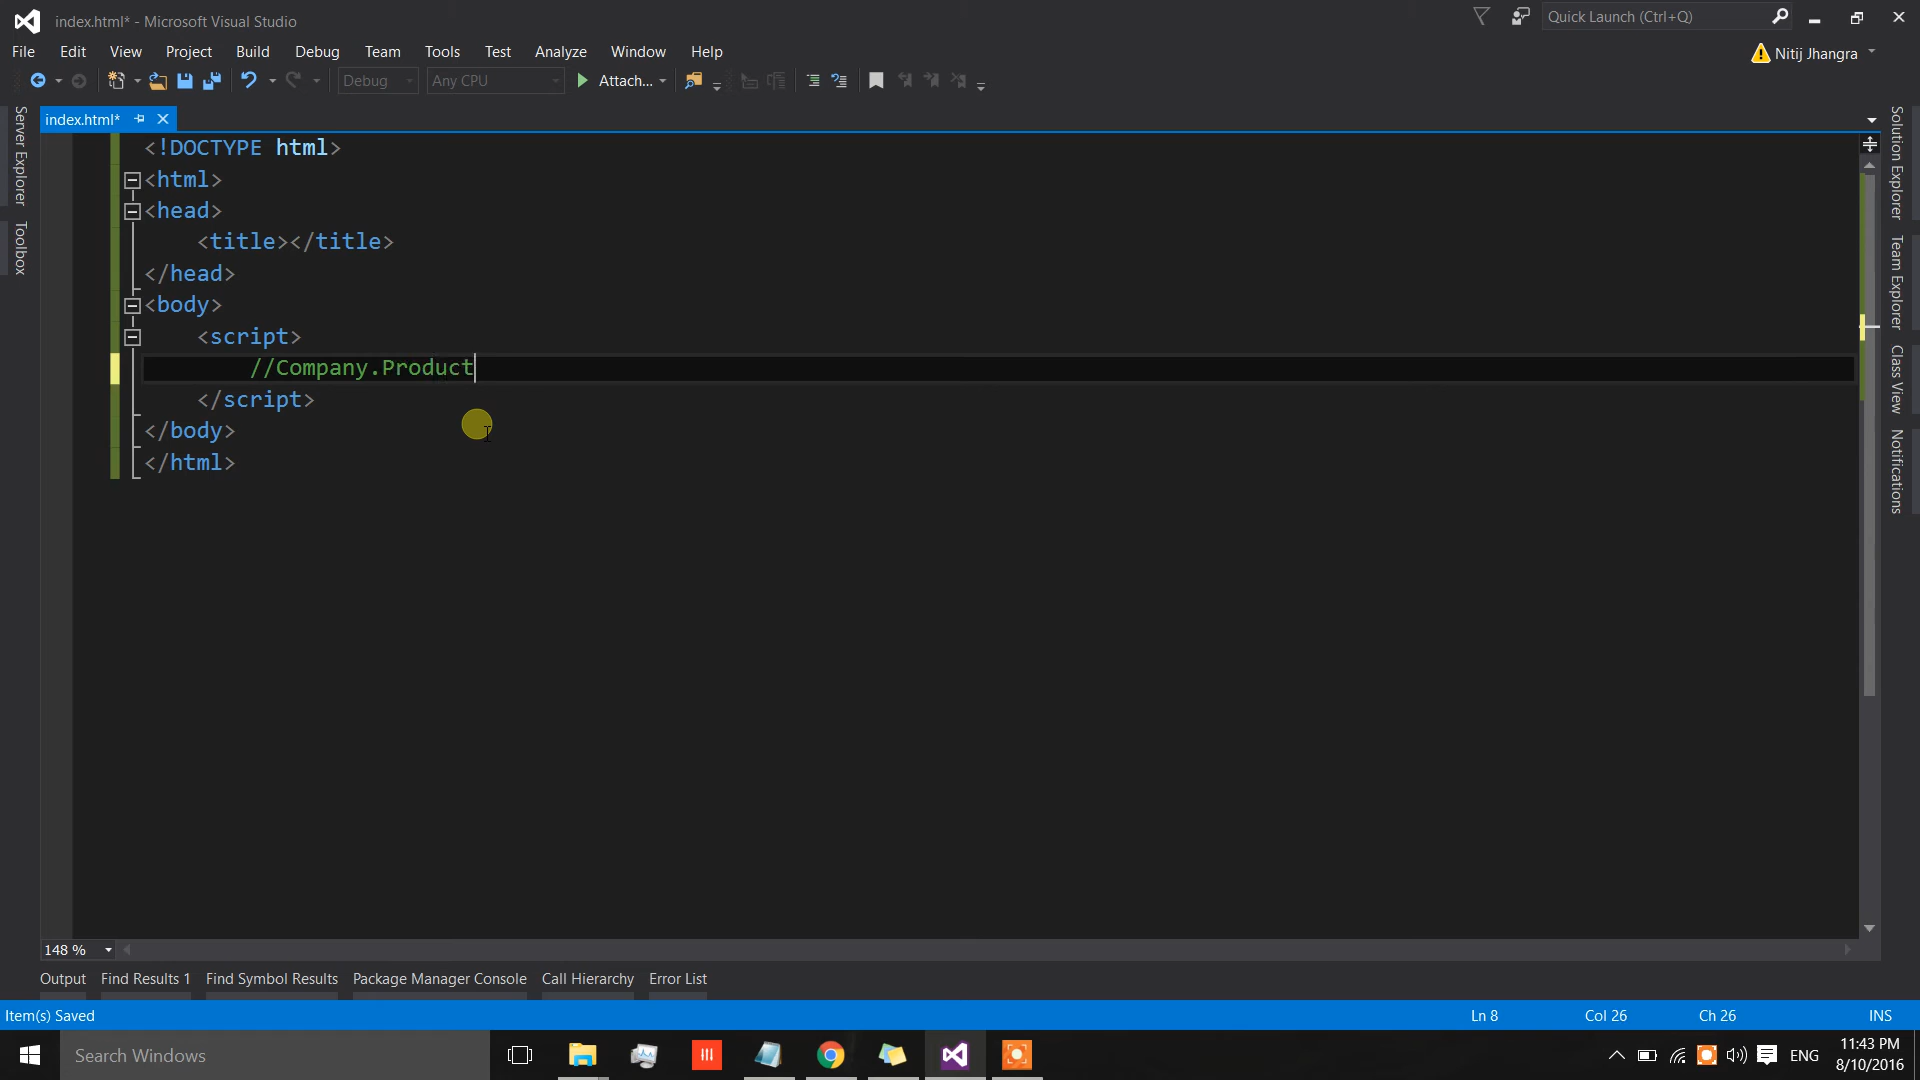 index.html* - Microsoft Visual Studio
Quick Launch (Ctrl+Q)
File Edit View Project Build Debug Team Tools Test Analyze Window Help
Nitij Jhangra
Debug Any CPU Attach...
index.html*
Server Explorer
Toolbox
<!DOCTYPE html>
<html>
<head>
<title></title>
</head>
<body>
<script>
//Company.Product
</script>
</body>
</html>
Solution Explorer
Team Explorer
Class View
Notifications
148 %
Output Find Results 1 Find Symbol Results Package Manager Console Call Hierarchy Error List
Item(s) Saved
Ln 8 Col 26 Ch 26 INS
Search Windows
ENG
11:43 PM
8/10/2016